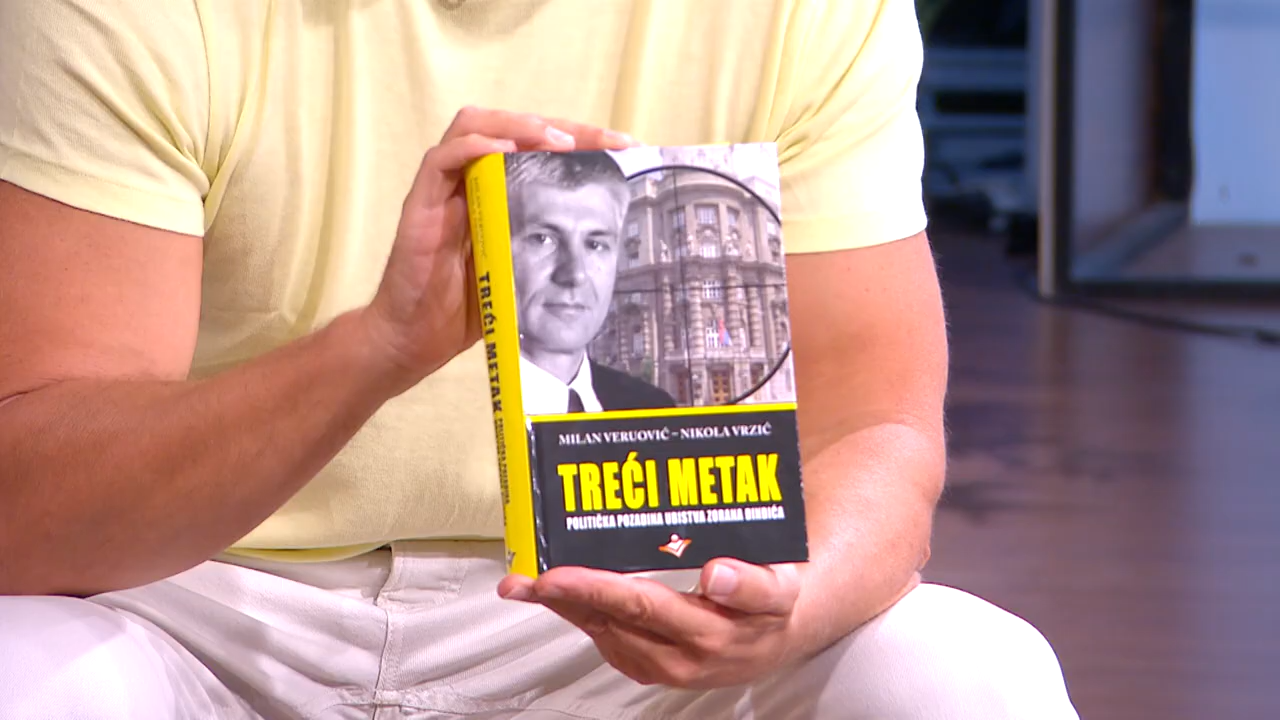 MILAN VERUOVIĆ – NIKOLA VRZIĆ
TREĆI METAK
POLITIČKA POZADINA UBISTVA ZORANA ĐINĐIĆA
TREĆI METAK